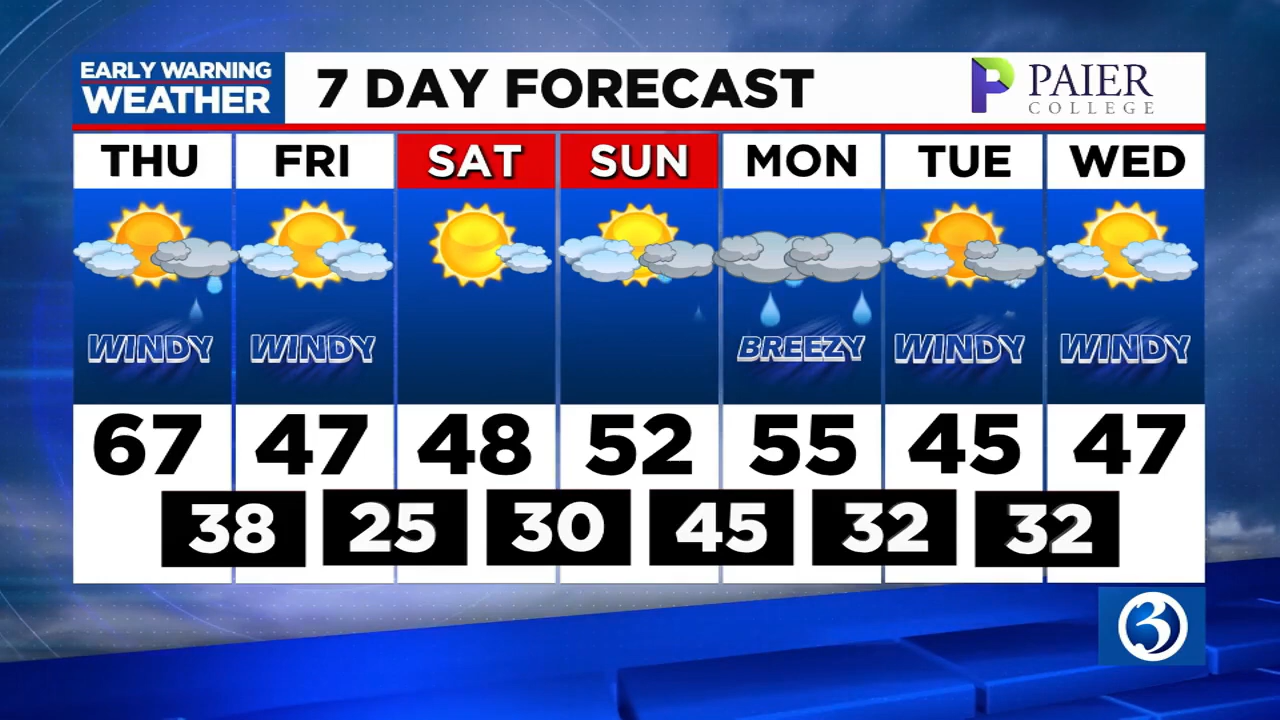 EARLY WARNING
WEATHER
7 DAY FORECAST
PAIER
COLLEGE
THU FRI SAT SUN MON TUE WED
WINDY WINDY BREEZY WINDY WINDY
67 47 48 52 55 45 47
38 25 30 45 32 32
3